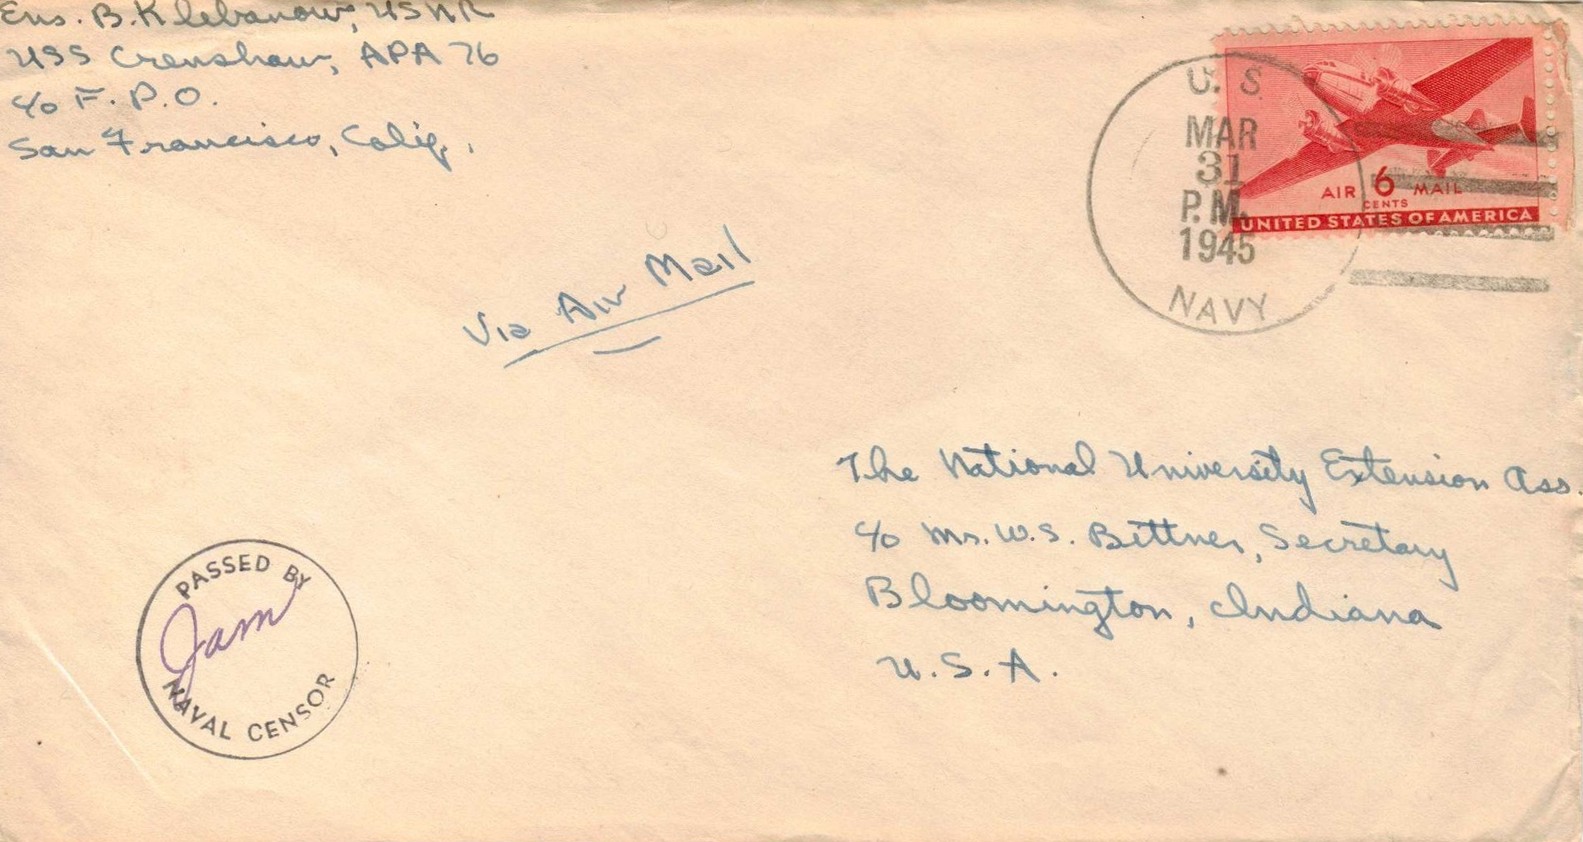 Ens. B. Klebanow, USNR
USS Crenshaw, APA 76
c/o F.P.O.
San Francisco, Calif.,
U. S.
MAR
31
P.M.
1945
NAVY
AIR 6 MAIL
CENTS
UNITED STATES OF AMERICA
Via Air Mail
The National University Extension Ass.
c/o Mr. W.S. Bittner, Secretary
Bloomington, Indiana
U.S.A.
PASSED BY
Jam
NAVAL CENSOR